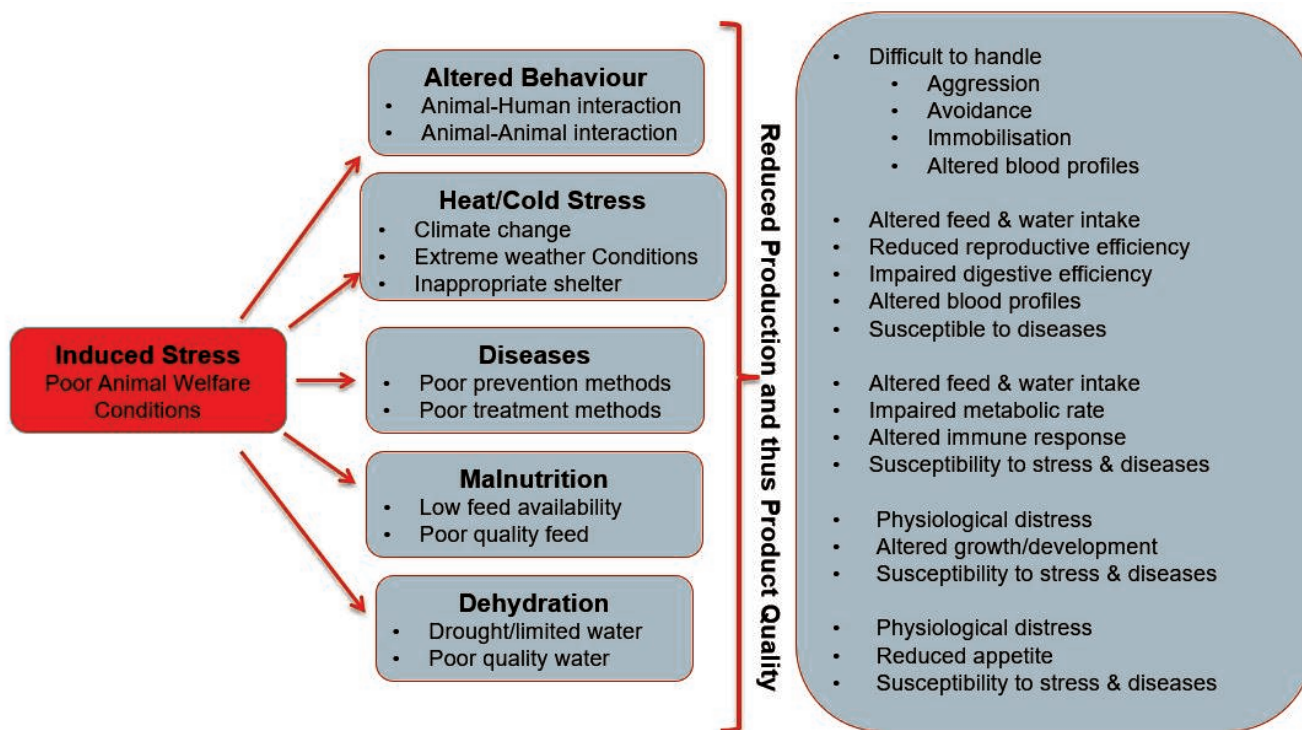 Induced Stress
Poor Animal Welfare
Conditions
Altered Behaviour
• Animal-Human interaction
• Animal-Animal interaction
Heat/Cold Stress
• Climate change
• Extreme weather Conditions
• Inappropriate shelter
Diseases
• Poor prevention methods
• Poor treatment methods
Malnutrition
• Low feed availability
• Poor quality feed
Dehydration
• Drought/limited water
• Poor quality water
Reduced Production and thus Product Quality
• Difficult to handle
• Aggression
• Avoidance
• Immobilisation
• Altered blood profiles
• Altered feed & water intake
• Reduced reproductive efficiency
• Impaired digestive efficiency
• Altered blood profiles
• Susceptible to diseases
• Altered feed & water intake
• Impaired metabolic rate
• Altered immune response
• Susceptibility to stress & diseases
• Physiological distress
• Altered growth/development
• Susceptibility to stress & diseases
• Physiological distress
• Reduced appetite
• Susceptibility to stress & diseases